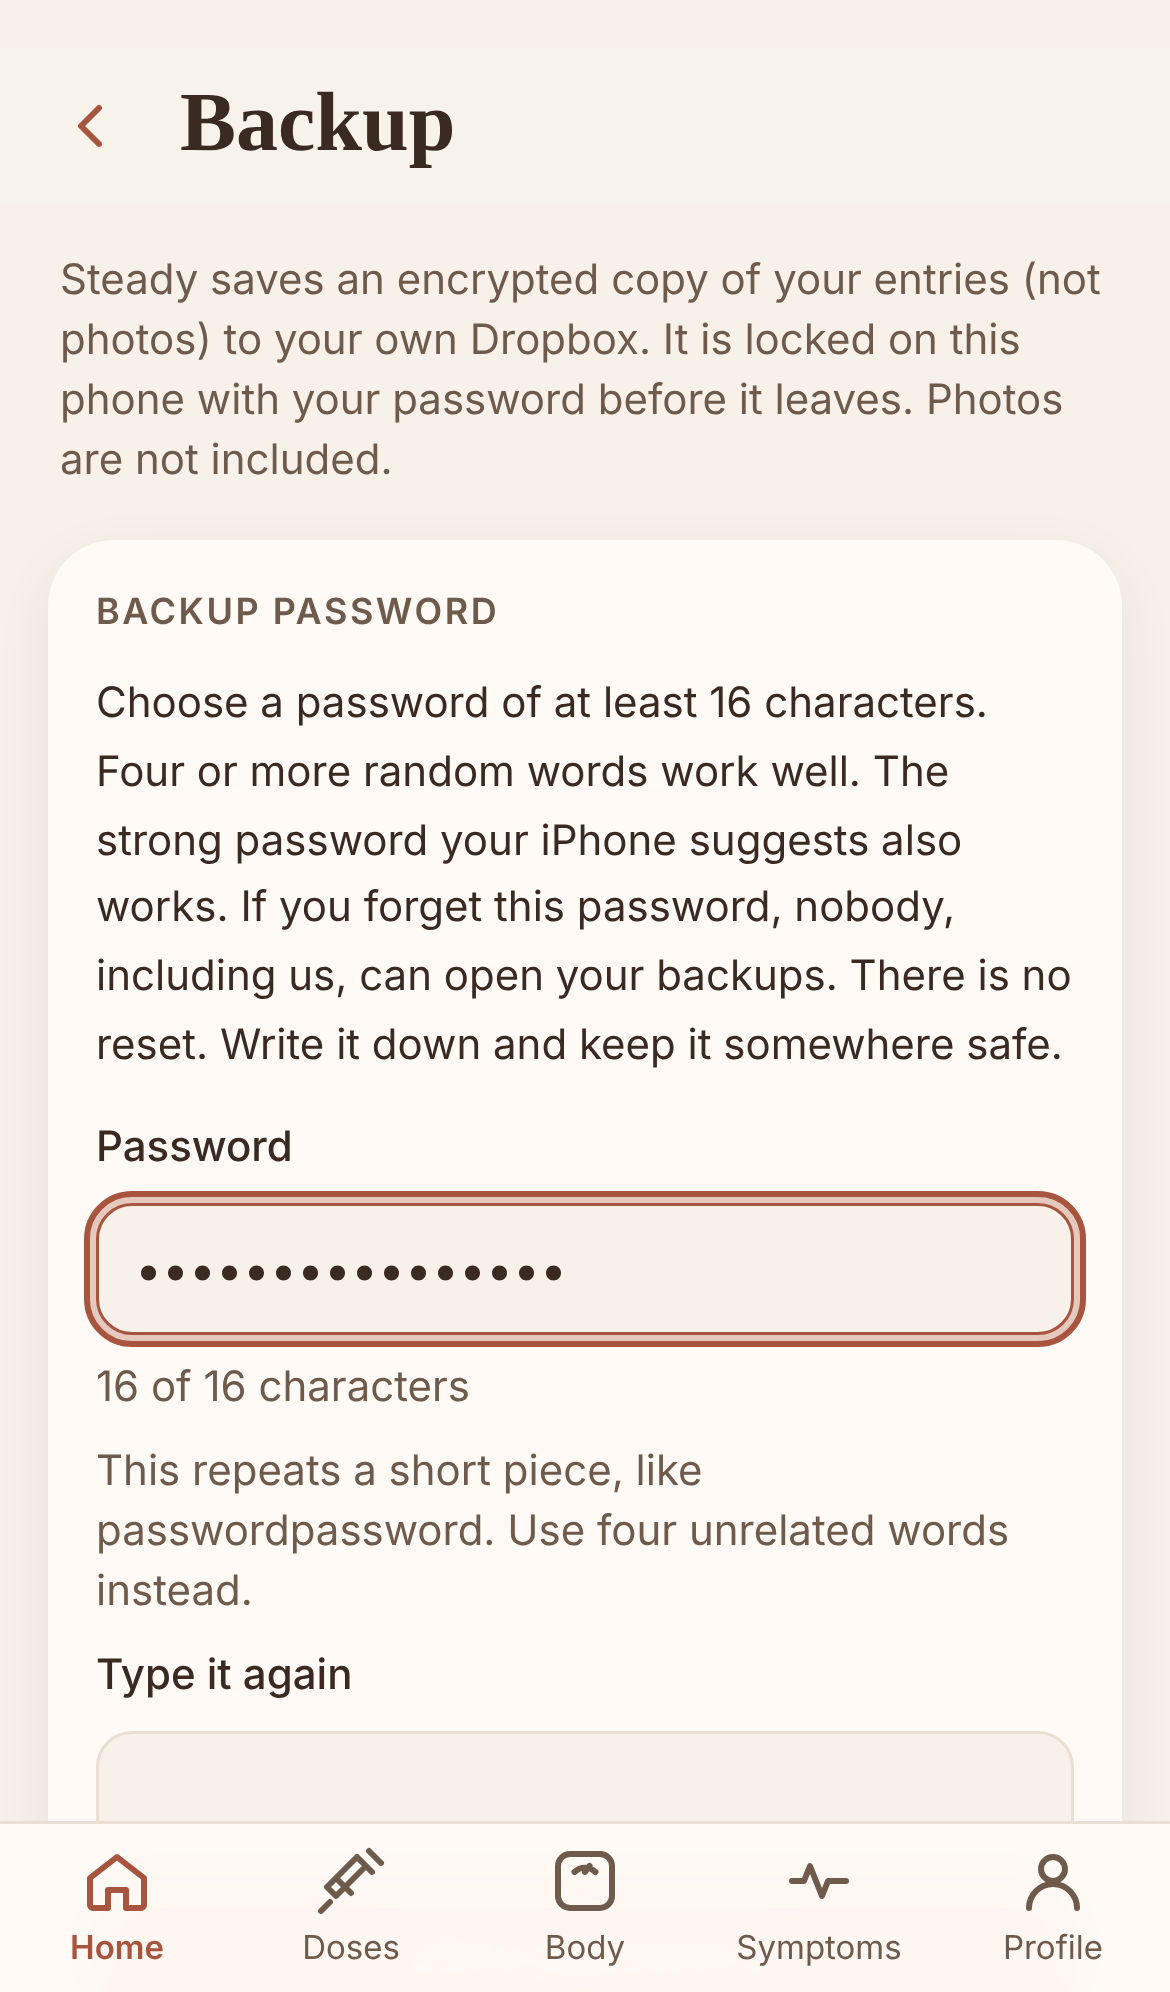 Backup
Steady saves an encrypted copy of your entries (not
photos) to your own Dropbox. It is locked on this
phone with your password before it leaves. Photos
are not included.
BACKUP PASSWORD
Choose a password of at least 16 characters.
Four or more random words work well. The
strong password your iPhone suggests also
works. If you forget this password, nobody,
including us, can open your backups. There is no
reset. Write it down and keep it somewhere safe.
Password
••••••••••••••••
16 of 16 characters
This repeats a short piece, like
passwordpassword. Use four unrelated words
instead.
Type it again
Home Doses Body Symptoms Profile